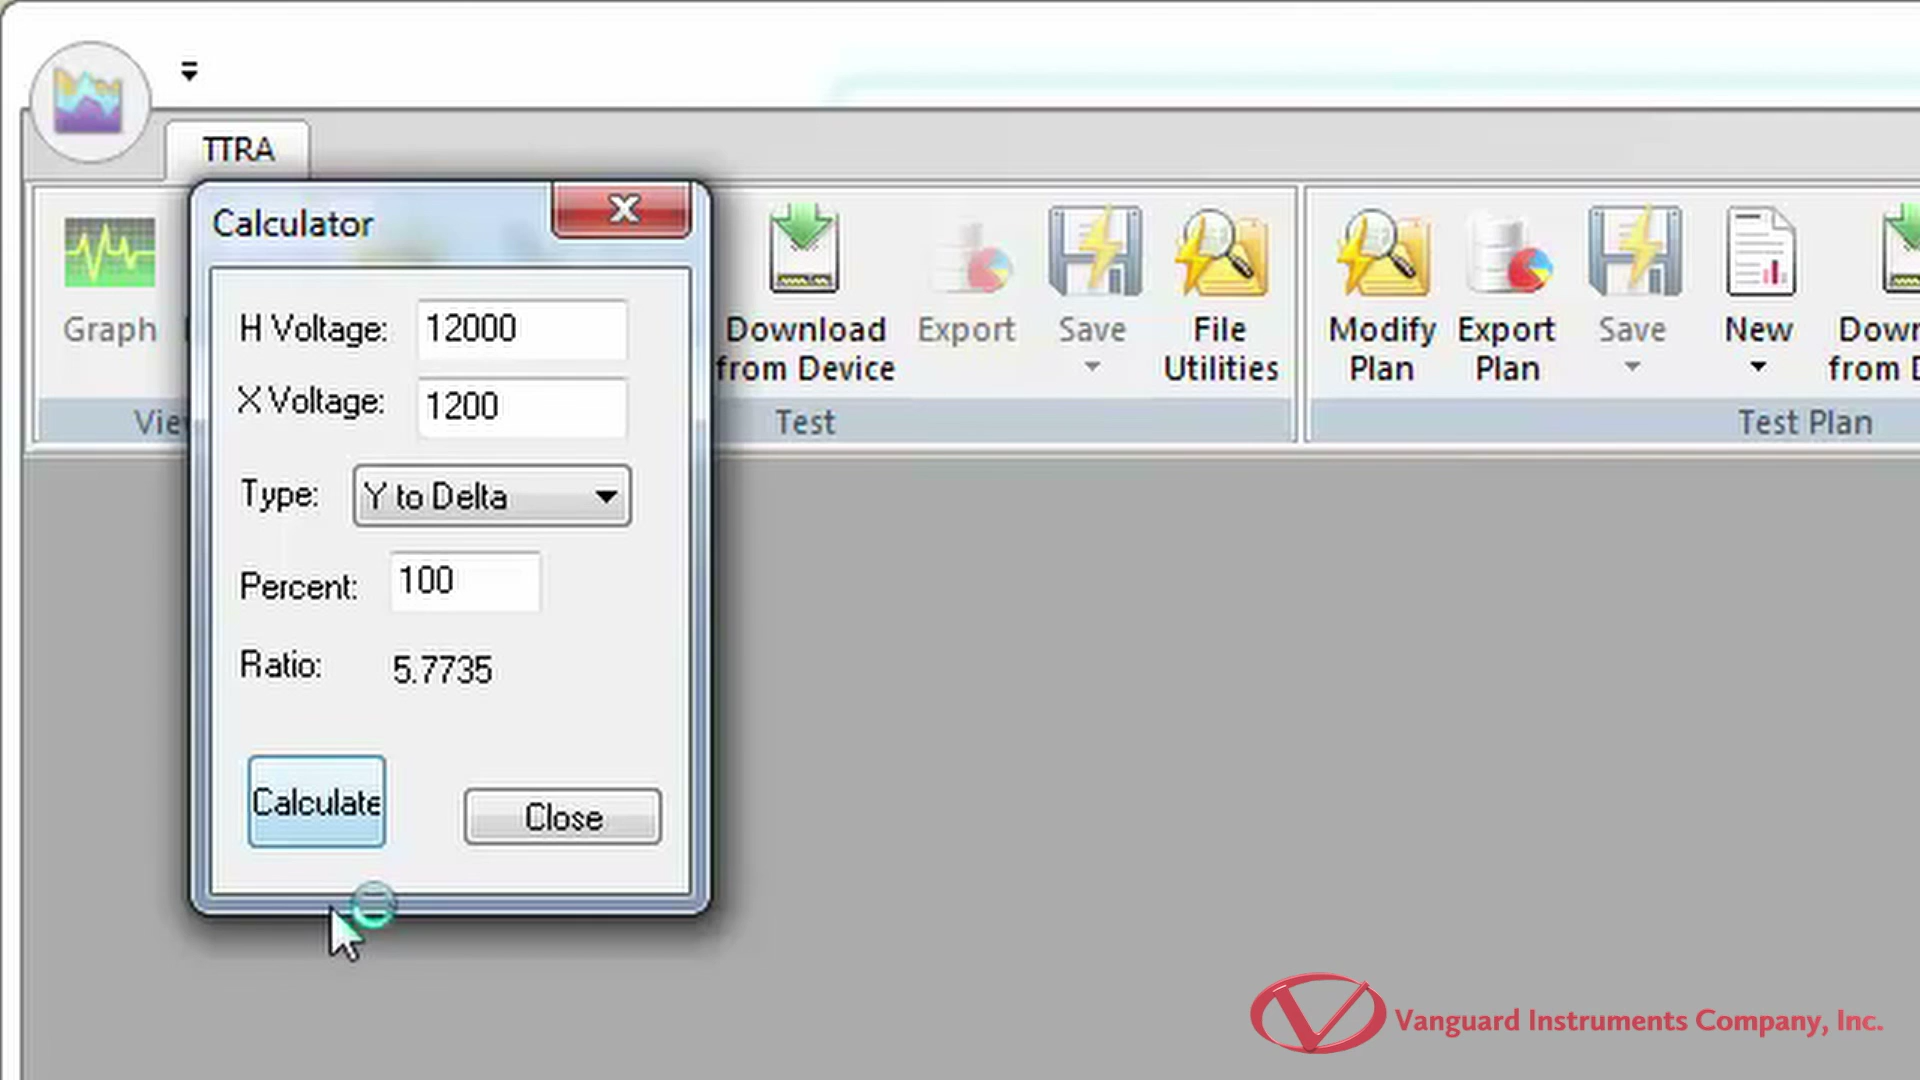 TTRA
Calculator
H Voltage: 12000
X Voltage: 1200
Type: Y to Delta
Percent: 100
Ratio: 5.7735
Calculate
Close
Graph
Download
from Device
Export
Save
File
Utilities
Test
Modify
Plan
Export
Plan
Save
New
Test Plan
Vanguard Instruments Company, Inc.